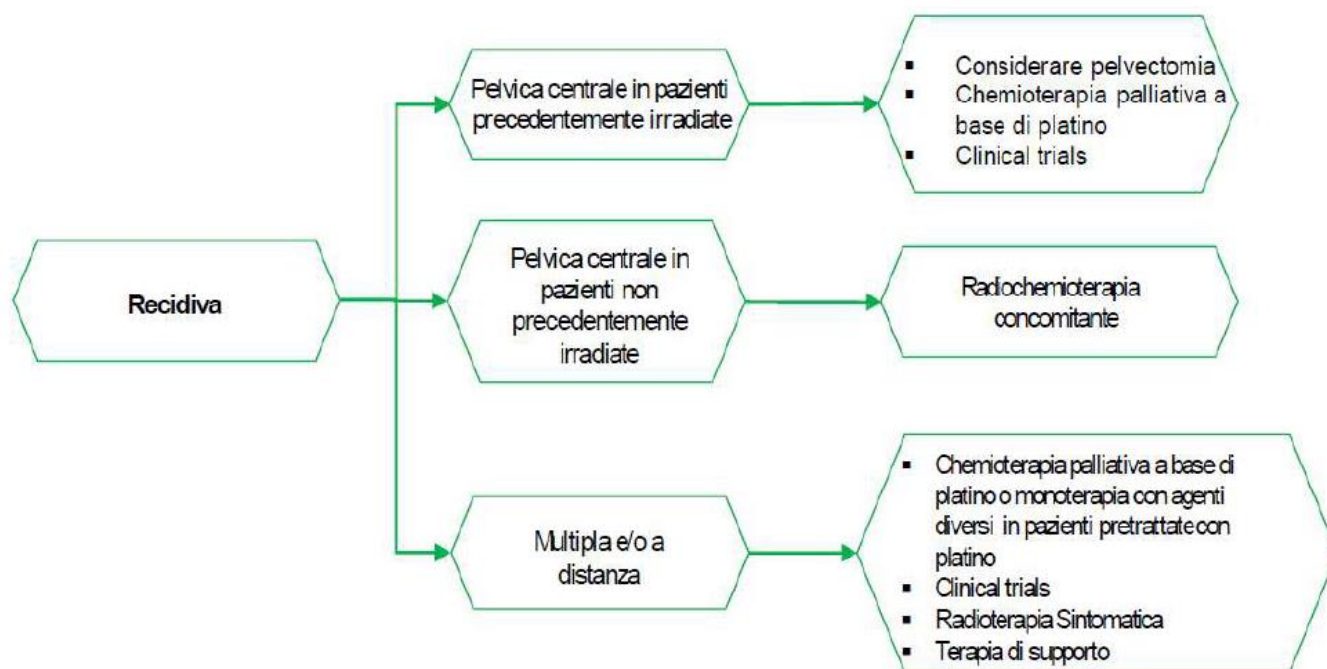 Recidiva
Pelvica centrale in pazienti
precedentemente irradiate
▪ Considerare pelvectomia
▪ Chemioterapia palliativa a
base di platino
▪ Clinical trials
Pelvica centrale in
pazienti non
precedentemente
irradiate
Radiochemioterapia
concomitante
Multipla e/o a
distanza
▪ Chemioterapia palliativa a base di
platino o monoterapia con agenti
diversi in pazienti pretrattate con
platino
▪ Clinical trials
▪ Radioterapia Sintomatica
▪ Terapia di supporto